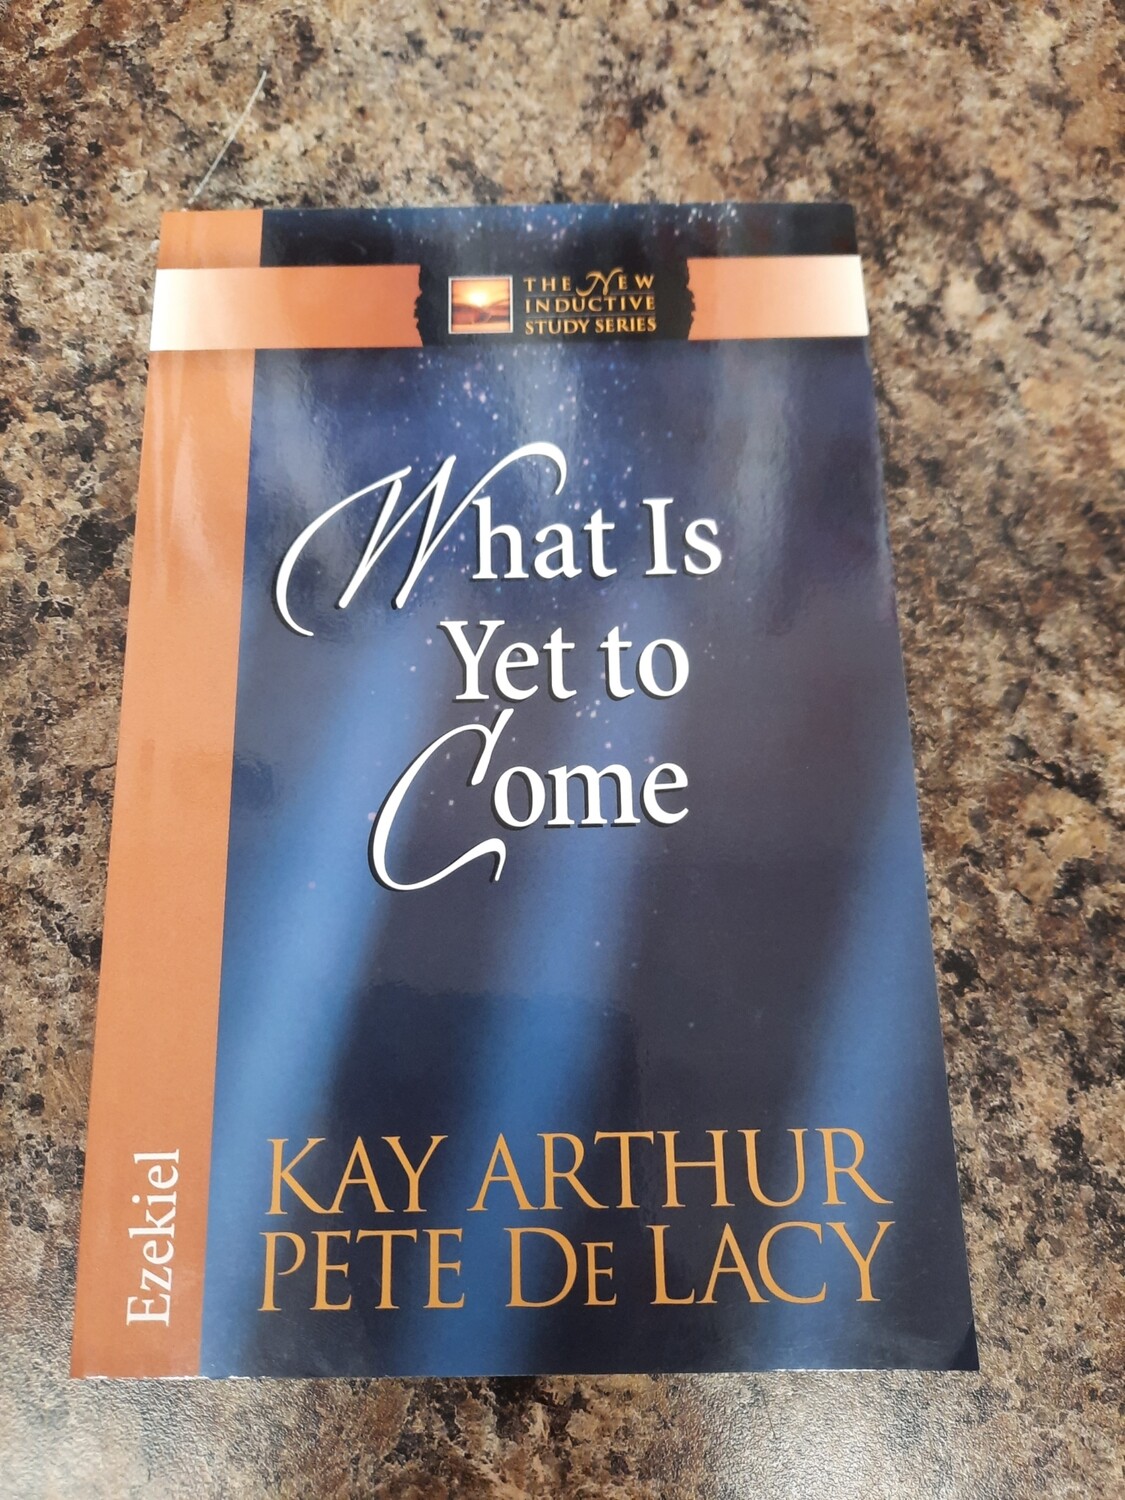 THE NEW
INDUCTIVE
STUDY SERIES
What Is
Yet to
Come
KAY ARTHUR
PETE DE LACY
Ezekiel